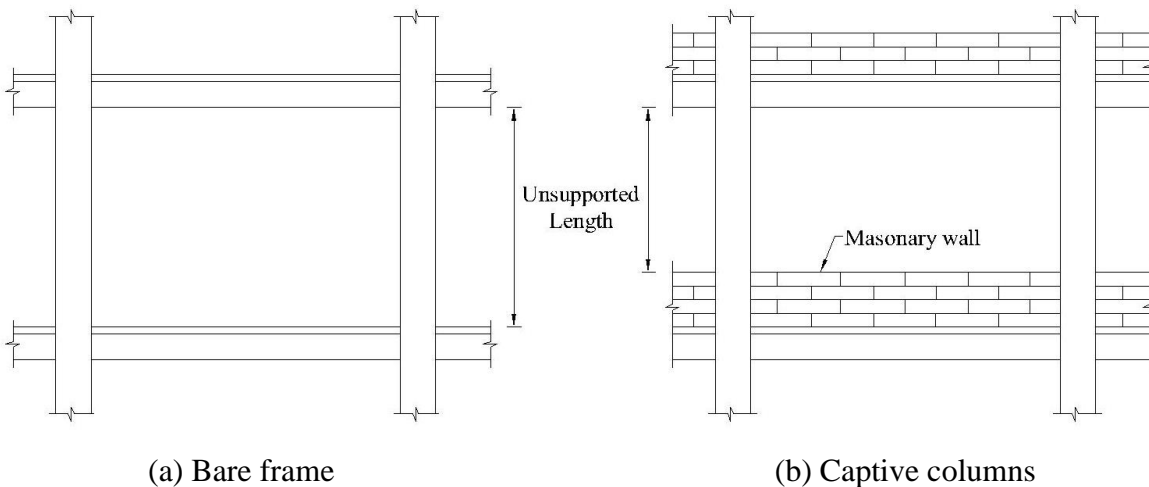 Unsupported
Length
Masonary wall
(a) Bare frame
(b) Captive columns